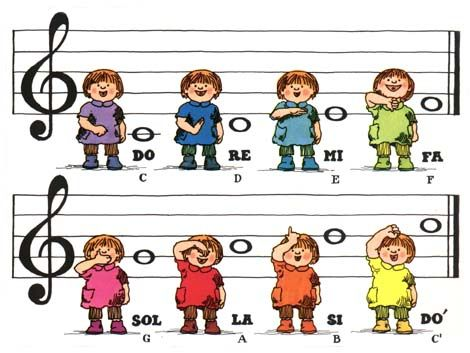 DO RE MI FA
C D E F
SOL LA SI DO'
G A B C'